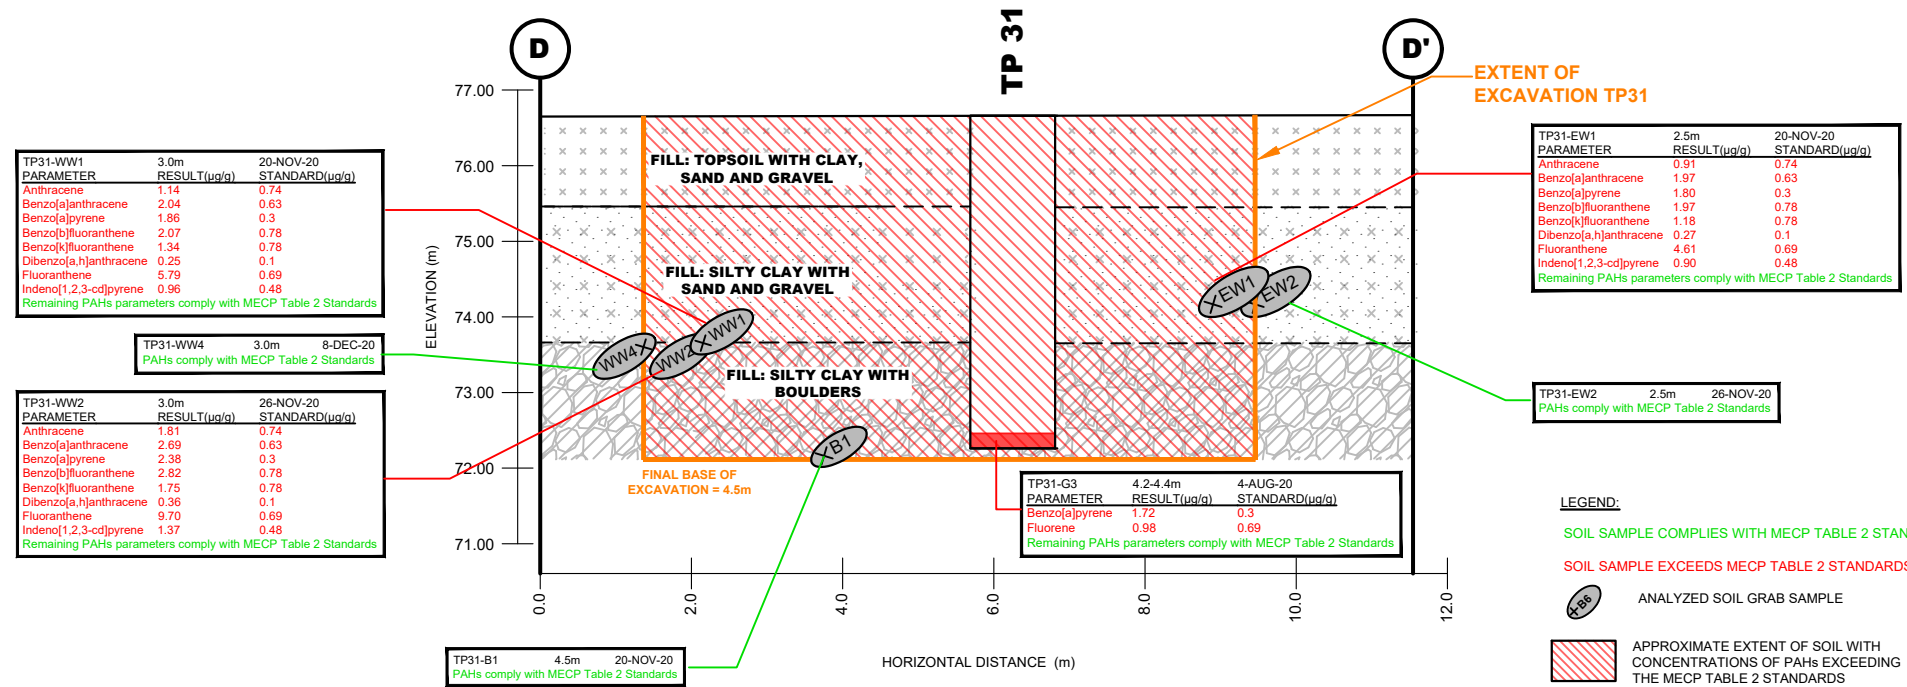 D
TP 31
D'
EXTENT OF
EXCAVATION TP31
77.00
76.00
75.00
74.00
73.00
72.00
71.00
ELEVATION (m)
FILL: TOPSOIL WITH CLAY,
SAND AND GRAVEL
FILL: SILTY CLAY WITH
SAND AND GRAVEL
FILL: SILTY CLAY WITH
BOULDERS
WW4
WW2
WW1
B1
EW1
EW2
FINAL BASE OF
EXCAVATION = 4.5m
0.0
2.0
4.0
6.0
8.0
10.0
12.0
HORIZONTAL DISTANCE (m)
TP31-WW1 3.0m 20-NOV-20
PARAMETER RESULT(µg/g) STANDARD(µg/g)
Anthracene 1.14 0.74
Benzo[a]anthracene 2.04 0.63
Benzo[a]pyrene 1.86 0.3
Benzo[b]fluoranthene 2.07 0.78
Benzo[k]fluoranthene 1.34 0.78
Dibenzo[a,h]anthracene 0.25 0.1
Fluoranthene 5.79 0.69
Indeno[1,2,3-cd]pyrene 0.96 0.48
Remaining PAHs parameters comply with MECP Table 2 Standards
TP31-WW4 3.0m 8-DEC-20
PAHs comply with MECP Table 2 Standards
TP31-WW2 3.0m 26-NOV-20
PARAMETER RESULT(µg/g) STANDARD(µg/g)
Anthracene 1.81 0.74
Benzo[a]anthracene 2.69 0.63
Benzo[a]pyrene 2.38 0.3
Benzo[b]fluoranthene 2.82 0.78
Benzo[k]fluoranthene 1.75 0.78
Dibenzo[a,h]anthracene 0.36 0.1
Fluoranthene 9.70 0.69
Indeno[1,2,3-cd]pyrene 1.37 0.48
Remaining PAHs parameters comply with MECP Table 2 Standards
TP31-B1 4.5m 20-NOV-20
PAHs comply with MECP Table 2 Standards
TP31-G3 4.2-4.4m 4-AUG-20
PARAMETER RESULT(µg/g) STANDARD(µg/g)
Benzo[a]pyrene 1.72 0.3
Fluorene 0.98 0.69
Remaining PAHs parameters comply with MECP Table 2 Standards
TP31-EW1 2.5m 20-NOV-20
PARAMETER RESULT(µg/g) STANDARD(µg/g)
Anthracene 0.91 0.74
Benzo[a]anthracene 1.97 0.63
Benzo[a]pyrene 1.80 0.3
Benzo[b]fluoranthene 1.97 0.78
Benzo[k]fluoranthene 1.18 0.78
Dibenzo[a,h]anthracene 0.27 0.1
Fluoranthene 4.61 0.69
Indeno[1,2,3-cd]pyrene 0.90 0.48
Remaining PAHs parameters comply with MECP Table 2 Standards
TP31-EW2 2.5m 26-NOV-20
PAHs comply with MECP Table 2 Standards
LEGEND:
SOIL SAMPLE COMPLIES WITH MECP TABLE 2 STAN
SOIL SAMPLE EXCEEDS MECP TABLE 2 STANDARDS
B6
ANALYZED SOIL GRAB SAMPLE
APPROXIMATE EXTENT OF SOIL WITH
CONCENTRATIONS OF PAHs EXCEEDING
THE MECP TABLE 2 STANDARDS